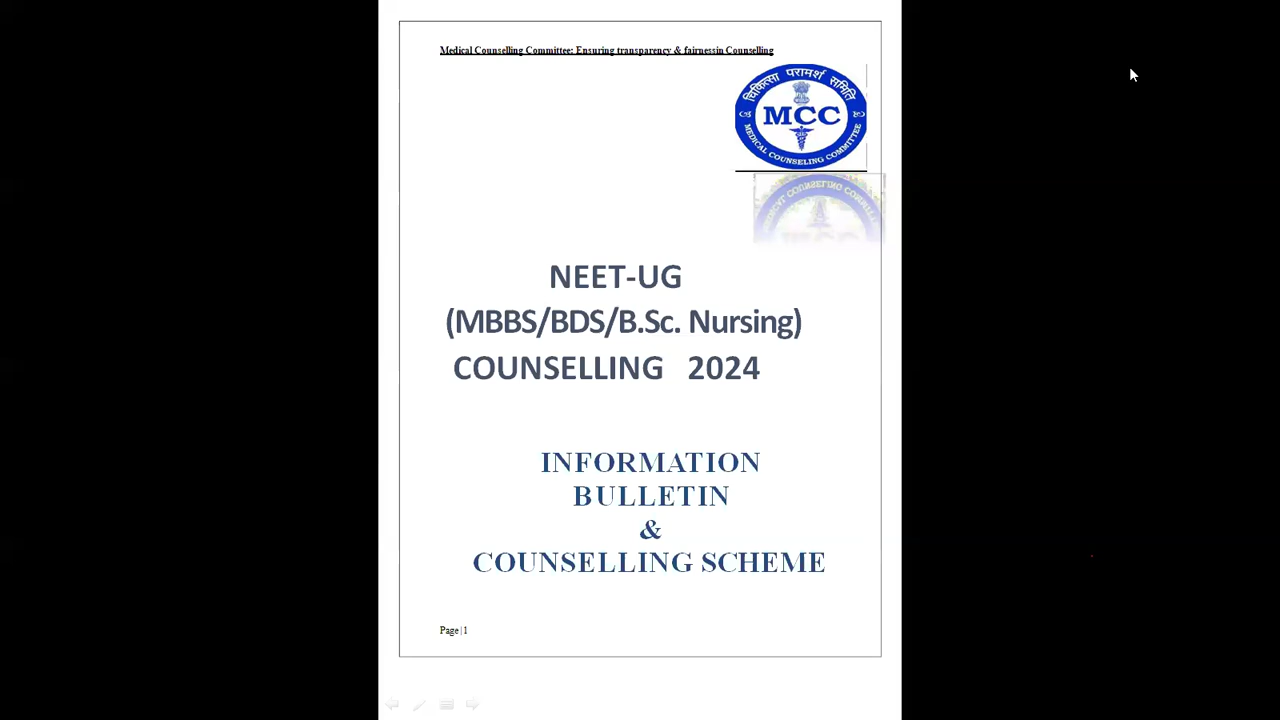 Medical Counselling Committee: Ensuring transparency & fairnessin Counselling
चिकित्सा परामर्श समिति
MCC
MEDICAL COUNSELING COMMITTEE
NEET-UG
(MBBS/BDS/B.Sc. Nursing)
COUNSELLING 2024
INFORMATION
BULLETIN
&
COUNSELLING SCHEME
Page|1